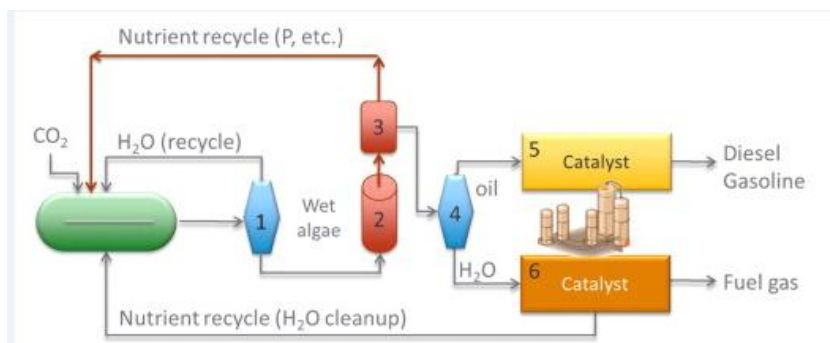 Nutrient recycle (P, etc.)
CO₂
H₂O (recycle)
3
5
Catalyst
Diesel
Gasoline
oil
1
Wet
algae
2
4
H₂O
6
Catalyst
Fuel gas
Nutrient recycle (H₂O cleanup)